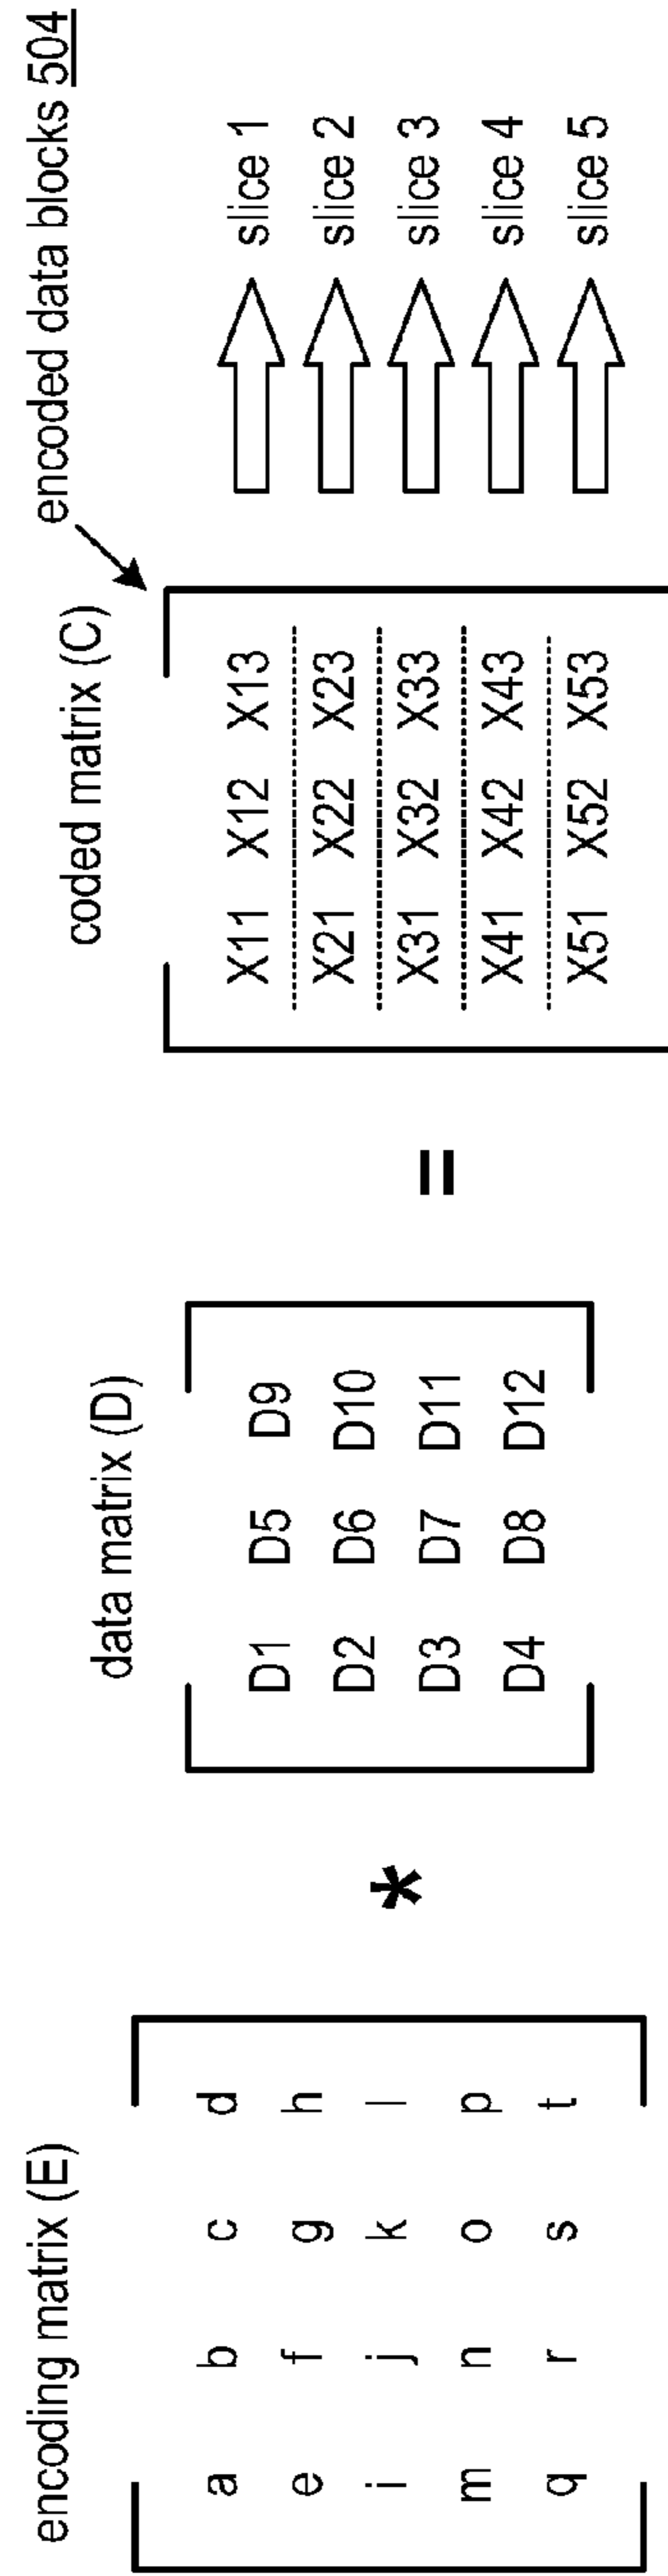 encoding matrix (E)
a b c d
e f g h
i j k l
m n o p
q r s t
*
data matrix (D)
D1 D5 D9
D2 D6 D10
D3 D7 D11
D4 D8 D12
=
coded matrix (C)
X11 X12 X13
X21 X22 X23
X31 X32 X33
X41 X42 X43
X51 X52 X53
encoded data blocks 504
slice 1
slice 2
slice 3
slice 4
slice 5